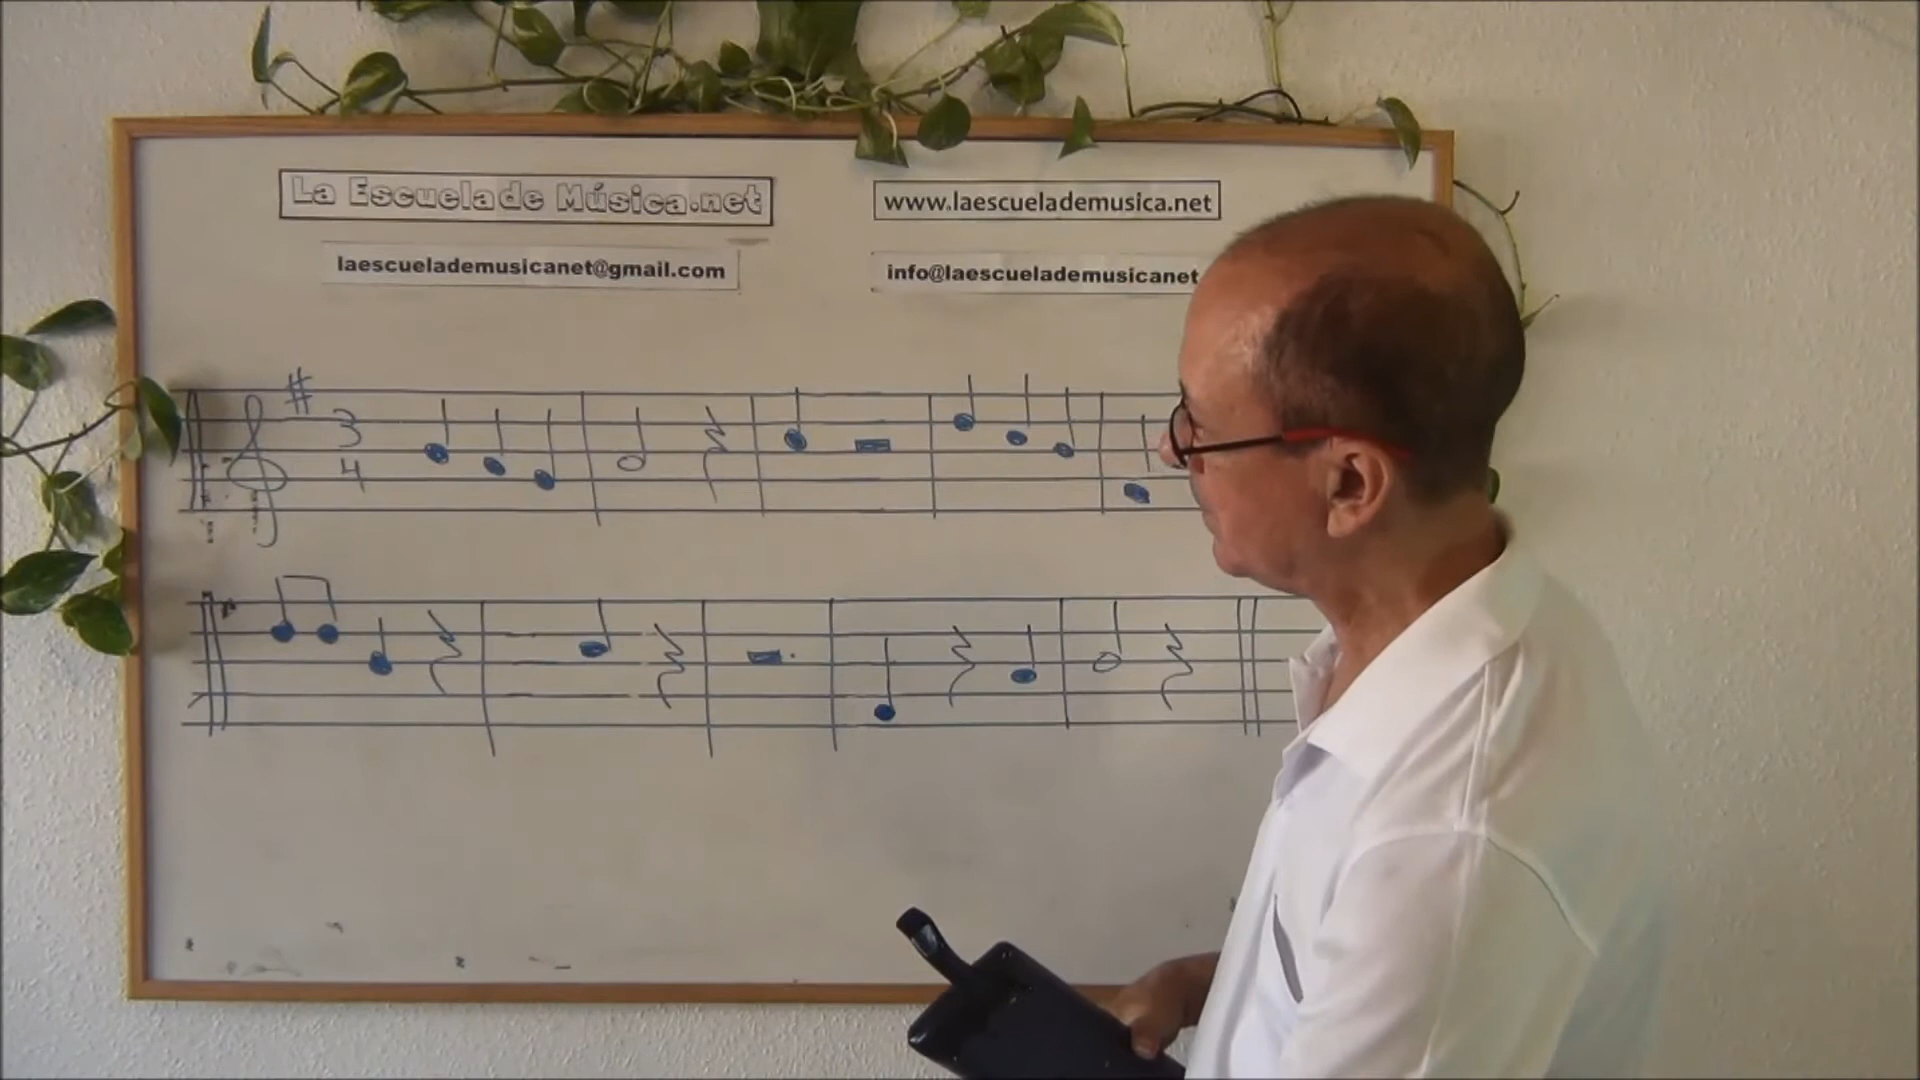 La Escuela de Música.net
www.laescuelademusica.net
laescuelademusicanet@gmail.com
info@laescuelademusicanet
3
4